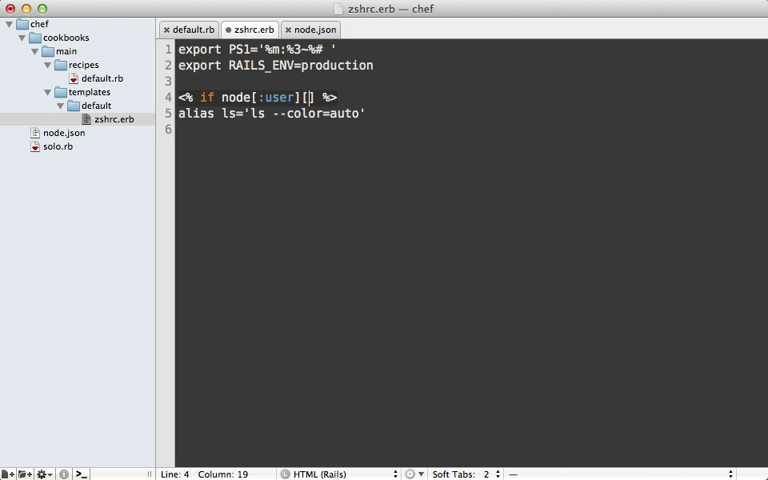 zshrc.erb — chef
chef
cookbooks
main
recipes
default.rb
templates
default
zshrc.erb
node.json
solo.rb
default.rb
zshrc.erb
node.json
1 export PS1='%m:%3~%# '
2 export RAILS_ENV=production
3
4 <% if node[:user][] %>
5 alias ls='ls --color=auto'
6
Line: 4 Column: 19 L HTML (Rails) Soft Tabs: 2 —